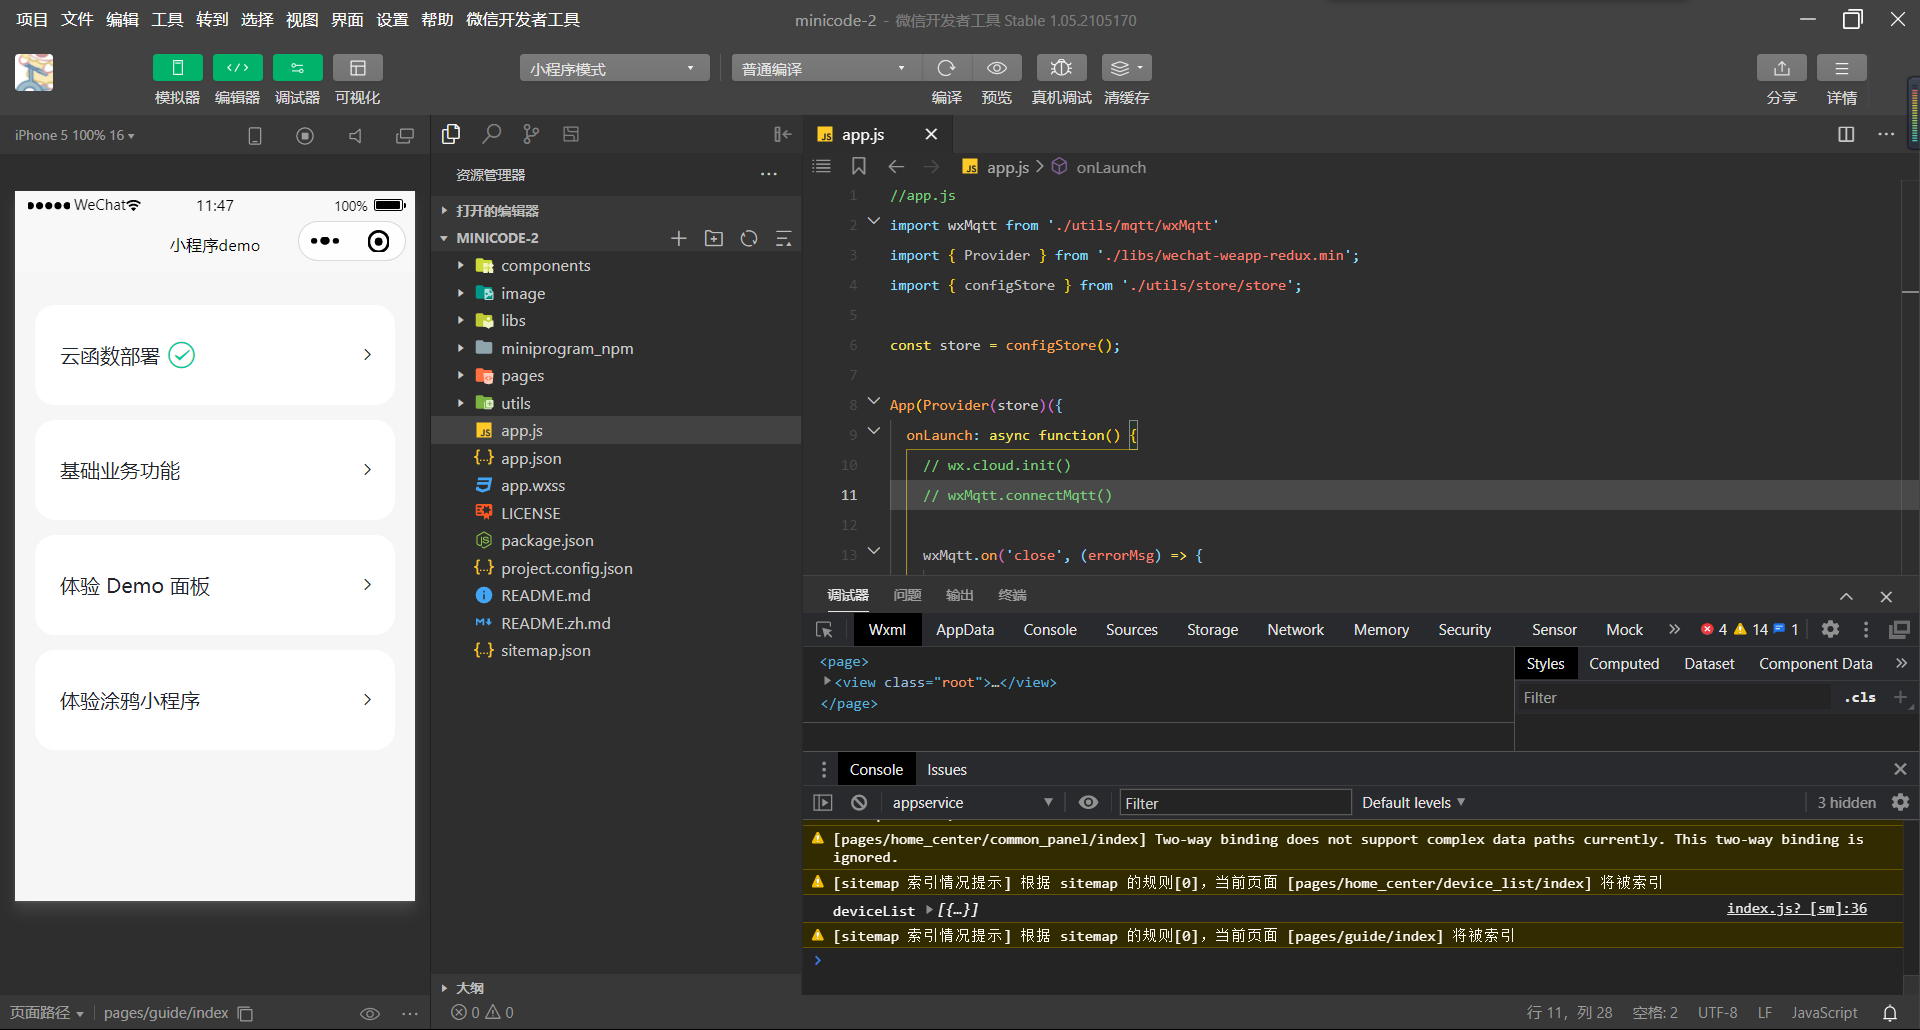 项目 文件 编辑 工具 转到 选择 视图 界面 设置 帮助 微信开发者工具
minicode-2 - 微信开发者工具 Stable 1.05.2105170
模拟器 编辑器 调试器 可视化
小程序模式
普通编译
编译 预览 真机调试 清缓存
分享 详情
iPhone 5 100% 16
WeChat
11:47
100%
小程序demo
云函数部署
基础业务功能
体验 Demo 面板
体验涂鸦小程序
页面路径
pages/guide/index
资源管理器
打开的编辑器
MINICODE-2
components
image
libs
miniprogram_npm
pages
utils
app.js
app.json
app.wxss
LICENSE
package.json
project.config.json
README.md
README.zh.md
sitemap.json
大纲
0 0
app.js
app.js > onLaunch
1 //app.js
2 import wxMqtt from './utils/mqtt/wxMqtt'
3 import { Provider } from './libs/wechat-weapp-redux.min';
4 import { configStore } from './utils/store/store';
5
6 const store = configStore();
7
8 App(Provider(store)({
9 onLaunch: async function() {
10 // wx.cloud.init()
11 // wxMqtt.connectMqtt()
12
13 wxMqtt.on('close', (errorMsg) => {
调试器 问题 输出 终端
Wxml AppData Console Sources Storage Network Memory Security Sensor Mock » 4 14 1
<page>
<view class="root">…</view>
</page>
Styles Computed Dataset Component Data »
Filter
.cls
Console Issues
appservice
Filter
Default levels
3 hidden
[pages/home_center/common_panel/index] Two-way binding does not support complex data paths currently. This two-way binding is
ignored.
[sitemap 索引情况提示] 根据 sitemap 的规则[0]，当前页面 [pages/home_center/device_list/index] 将被索引
deviceList [{…}]
index.js? [sm]:36
[sitemap 索引情况提示] 根据 sitemap 的规则[0]，当前页面 [pages/guide/index] 将被索引
行 11，列 28 空格: 2 UTF-8 LF JavaScript